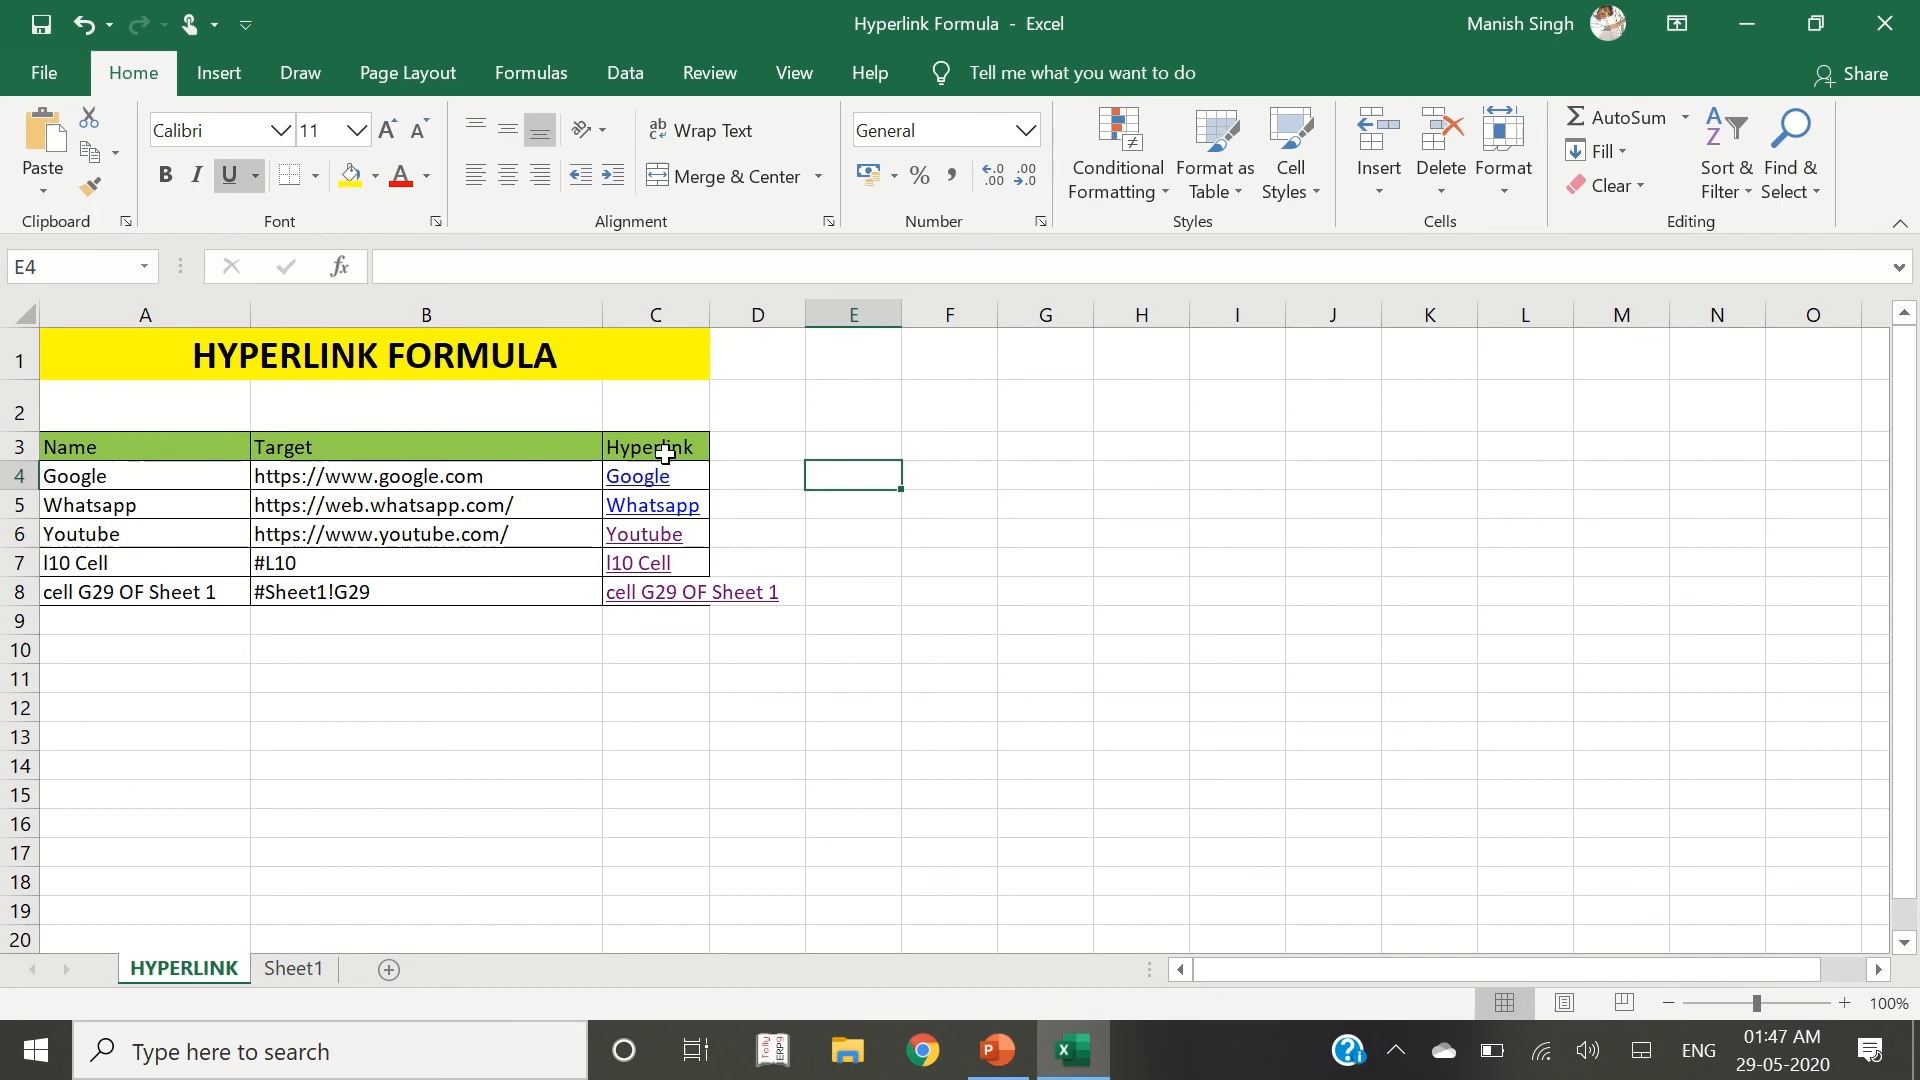 Hyperlink Formula - Excel
Manish Singh
File Home Insert Draw Page Layout Formulas Data Review View Help Tell me what you want to do Share
Paste
Clipboard
Calibri 11
A A
B I U A
Font
ab Wrap Text
Merge & Center
Alignment
General
% , .0 .00 .00 .0
Number
Conditional Formatting
Format as Table
Cell Styles
Styles
Insert Delete Format
Cells
AutoSum
Fill
Clear
Sort & Filter
Find & Select
Editing
E4
fx
A B C D E F G H I J K L M N O
1 HYPERLINK FORMULA
2
3 Name Target Hyperlink
4 Google https://www.google.com Google
5 Whatsapp https://web.whatsapp.com/ Whatsapp
6 Youtube https://www.youtube.com/ Youtube
7 l10 Cell #L10 l10 Cell
8 cell G29 OF Sheet 1 #Sheet1!G29 cell G29 OF Sheet 1
9
10
11
12
13
14
15
16
17
18
19
20
HYPERLINK Sheet1
100%
Type here to search
ENG
01:47 AM
29-05-2020